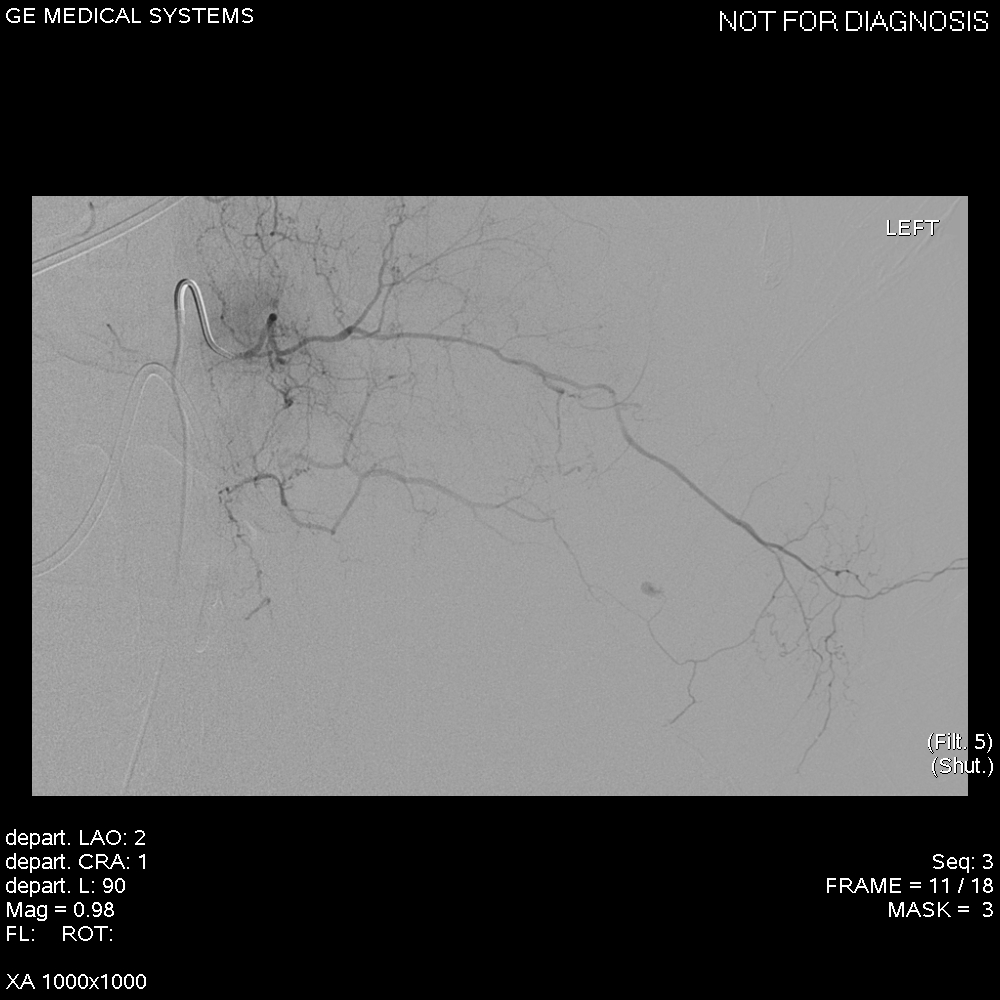 GE MEDICAL SYSTEMS
NOT FOR DIAGNOSIS
LEFT
(Filt. 5)
(Shut.)
depart. LAO: 2
depart. CRA: 1
depart. L: 90
Mag = 0.98
FL: ROT:
XA 1000x1000
Seq: 3
FRAME = 11 / 18
MASK = 3